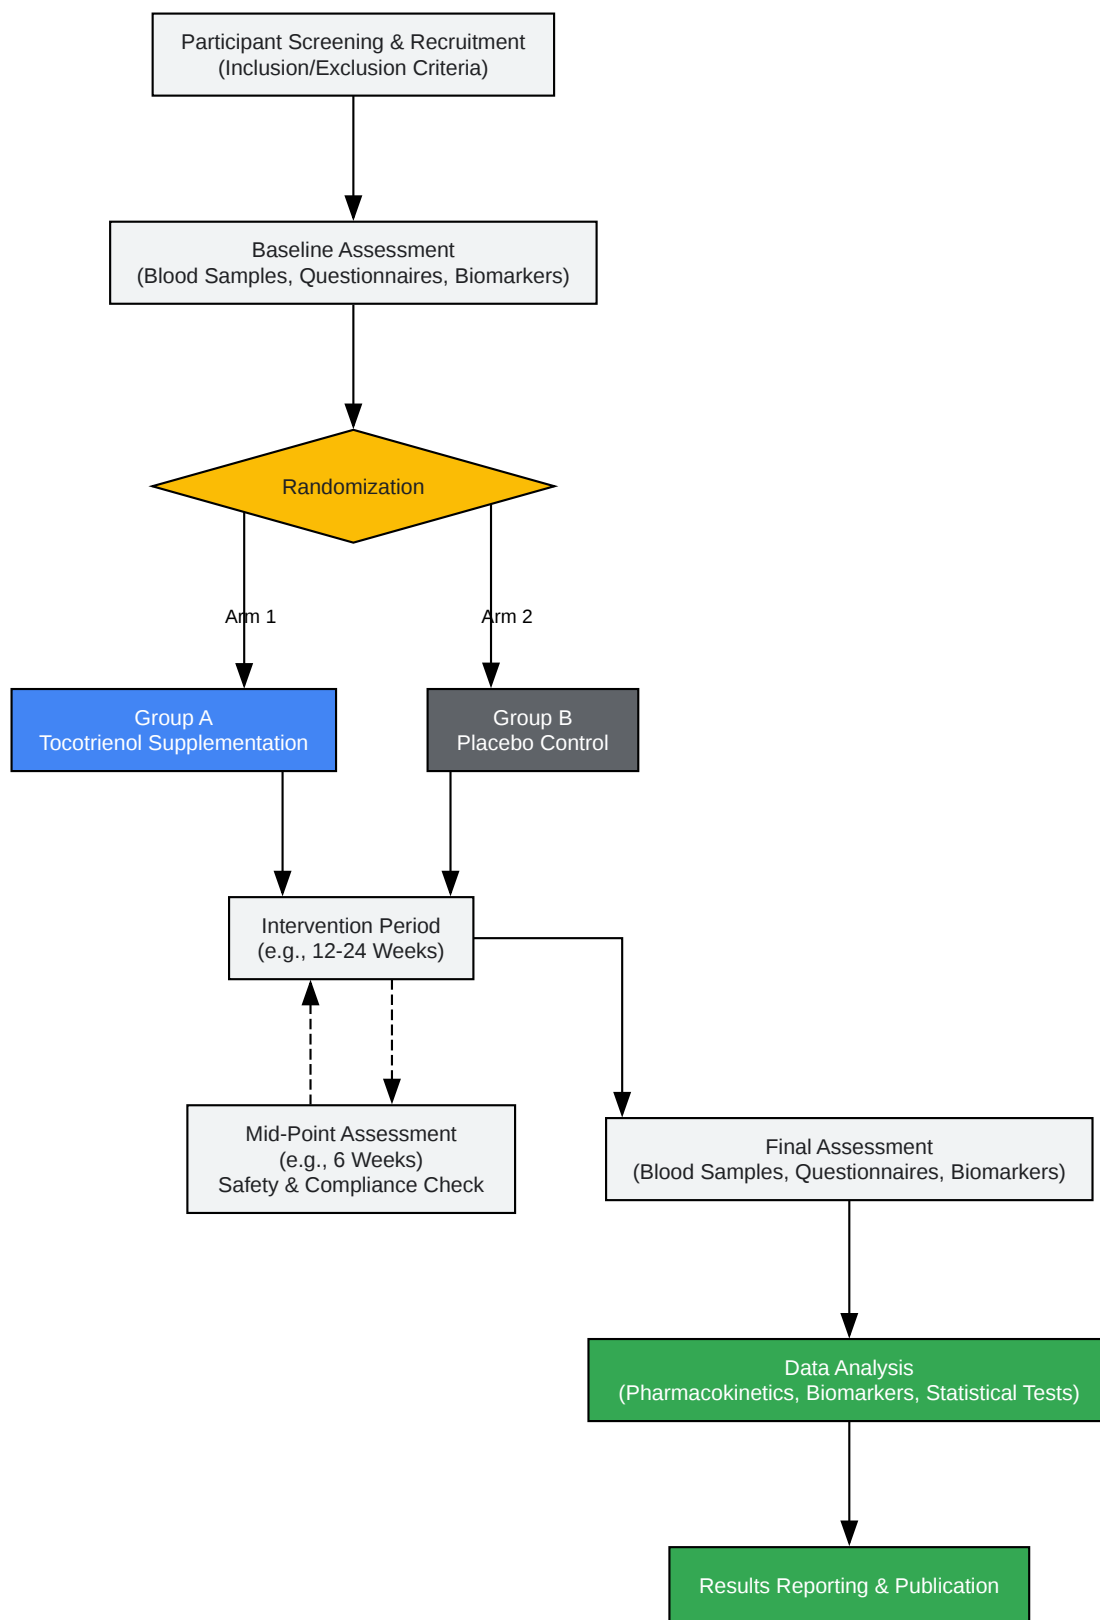 Participant Screening & Recruitment
(Inclusion/Exclusion Criteria)
Baseline Assessment
(Blood Samples, Questionnaires, Biomarkers)
Randomization
Arm 1
Arm 2
Group A
Tocotrienol Supplementation
Group B
Placebo Control
Intervention Period
(e.g., 12-24 Weeks)
Mid-Point Assessment
(e.g., 6 Weeks)
Safety & Compliance Check
Final Assessment
(Blood Samples, Questionnaires, Biomarkers)
Data Analysis
(Pharmacokinetics, Biomarkers, Statistical Tests)
Results Reporting & Publication